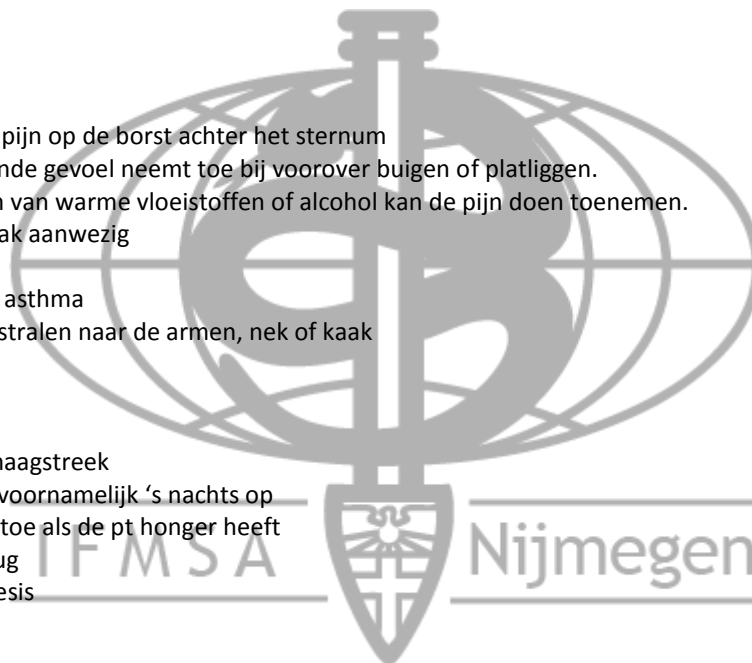 pijn op de borst achter het sternum
nde gevoel neemt toe bij voorover buigen of platliggen.
van warme vloeistoffen of alcohol kan de pijn doen toenemen.
ak aanwezig
asthma
stralen naar de armen, nek of kaak
naagstreek
voornamelijk ‘s nachts op
toe als de pt honger heeft
ug
esis
IFMSA Nijmegen